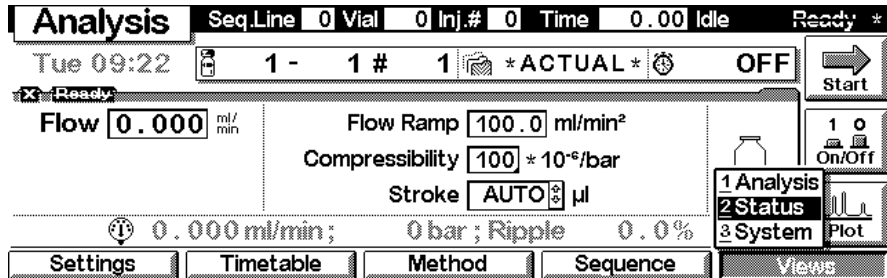 Analysis Seq.Line 0 Vial 0 Inj.# 0 Time 0.00 Idle Ready *
Tue 09:22 1 - 1 # 1 *ACTUAL* OFF
Start
X Ready
Flow 0.000 ml/min Flow Ramp 100.0 ml/min²
1 0
On/Off
Compressibility 100 *10⁻⁶/bar
Stroke AUTO µl
1 Analysis
2 Status
3 System
Plot
0.000 ml/min; 0 bar; Ripple 0.0%
Settings Timetable Method Sequence Views